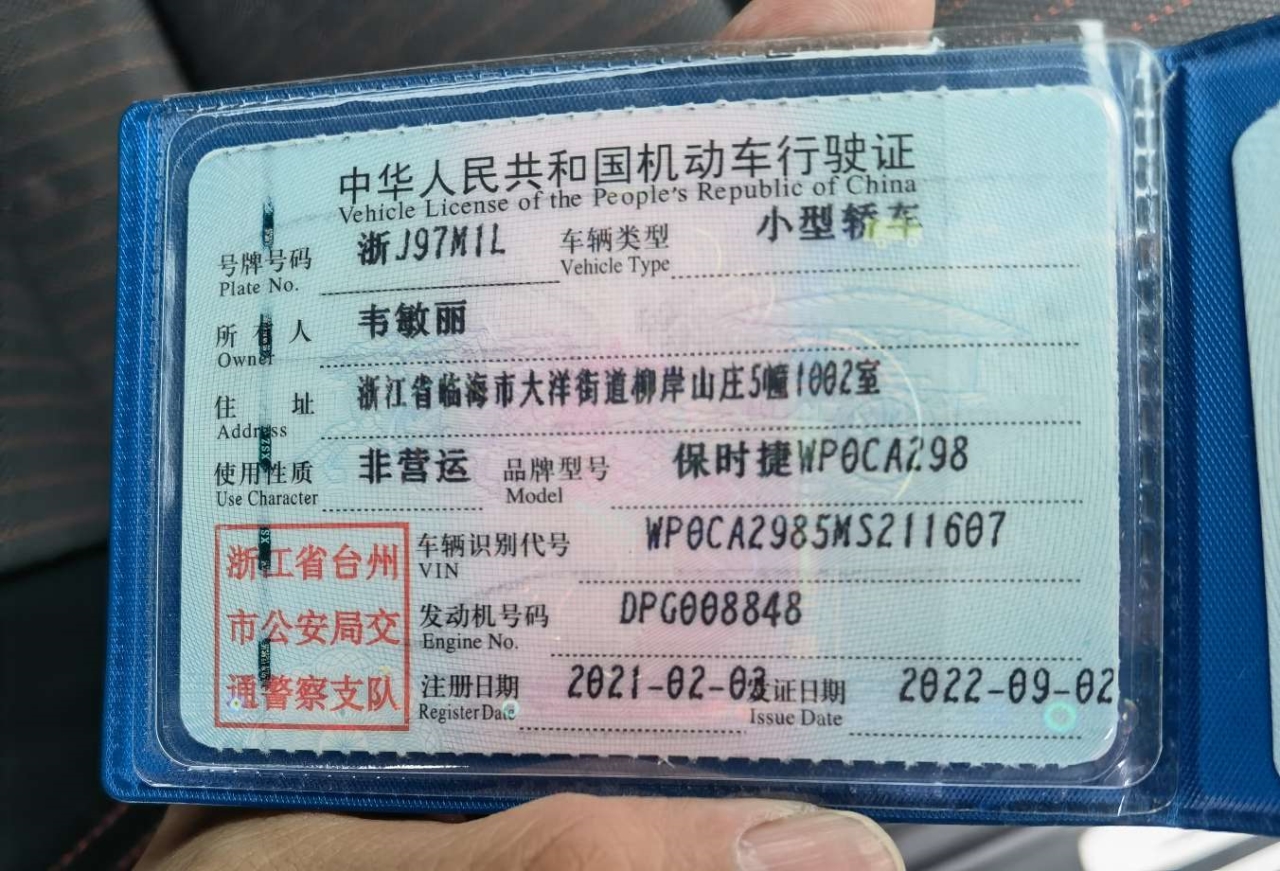 中华人民共和国机动车行驶证
Vehicle License of the People's Republic of China
号牌号码 浙J97M1L 车辆类型 小型轿车
Plate No. Vehicle Type
所有人 韦敏丽
Owner
住址 浙江省临海市大洋街道柳岸山庄5幢1002室
Address
使用性质 非营运 品牌型号 保时捷WP0CA298
Use Character Model
浙江省台州
市公安局交
通警察支队
车辆识别代号 WP0CA2985MS211607
VIN
发动机号码 DPG008848
Engine No.
注册日期 2021-02-03 发证日期 2022-09-02
Register Date Issue Date